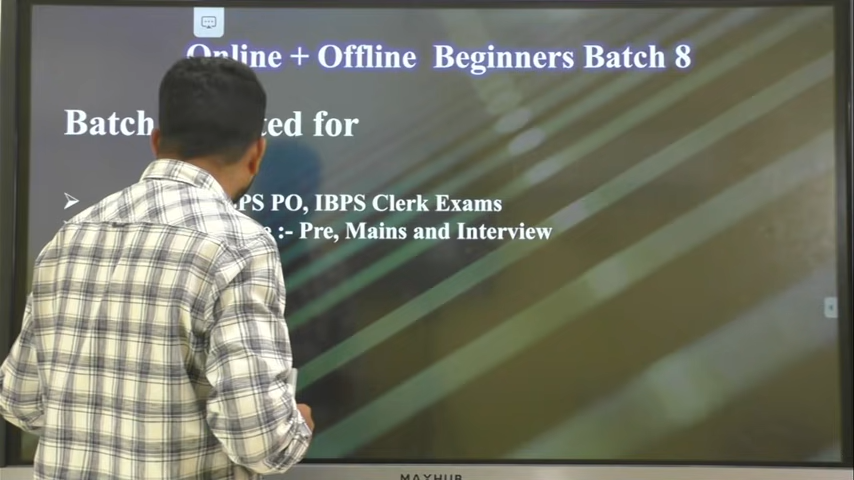 Online + Offline Beginners Batch 8
Batch ted for
PS PO, IBPS Clerk Exams
e :- Pre, Mains and Interview
MAXHUB